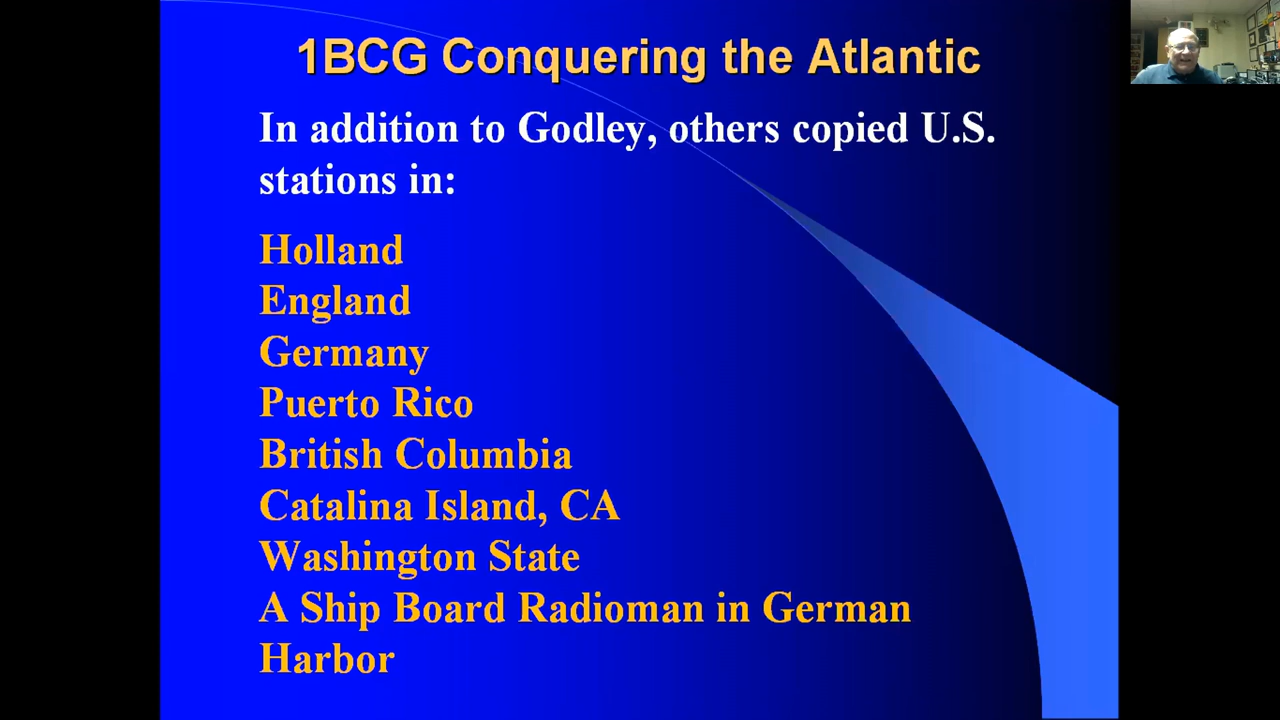 1BCG Conquering the Atlantic
In addition to Godley, others copied U.S.
stations in:
Holland
England
Germany
Puerto Rico
British Columbia
Catalina Island, CA
Washington State
A Ship Board Radioman in German
Harbor